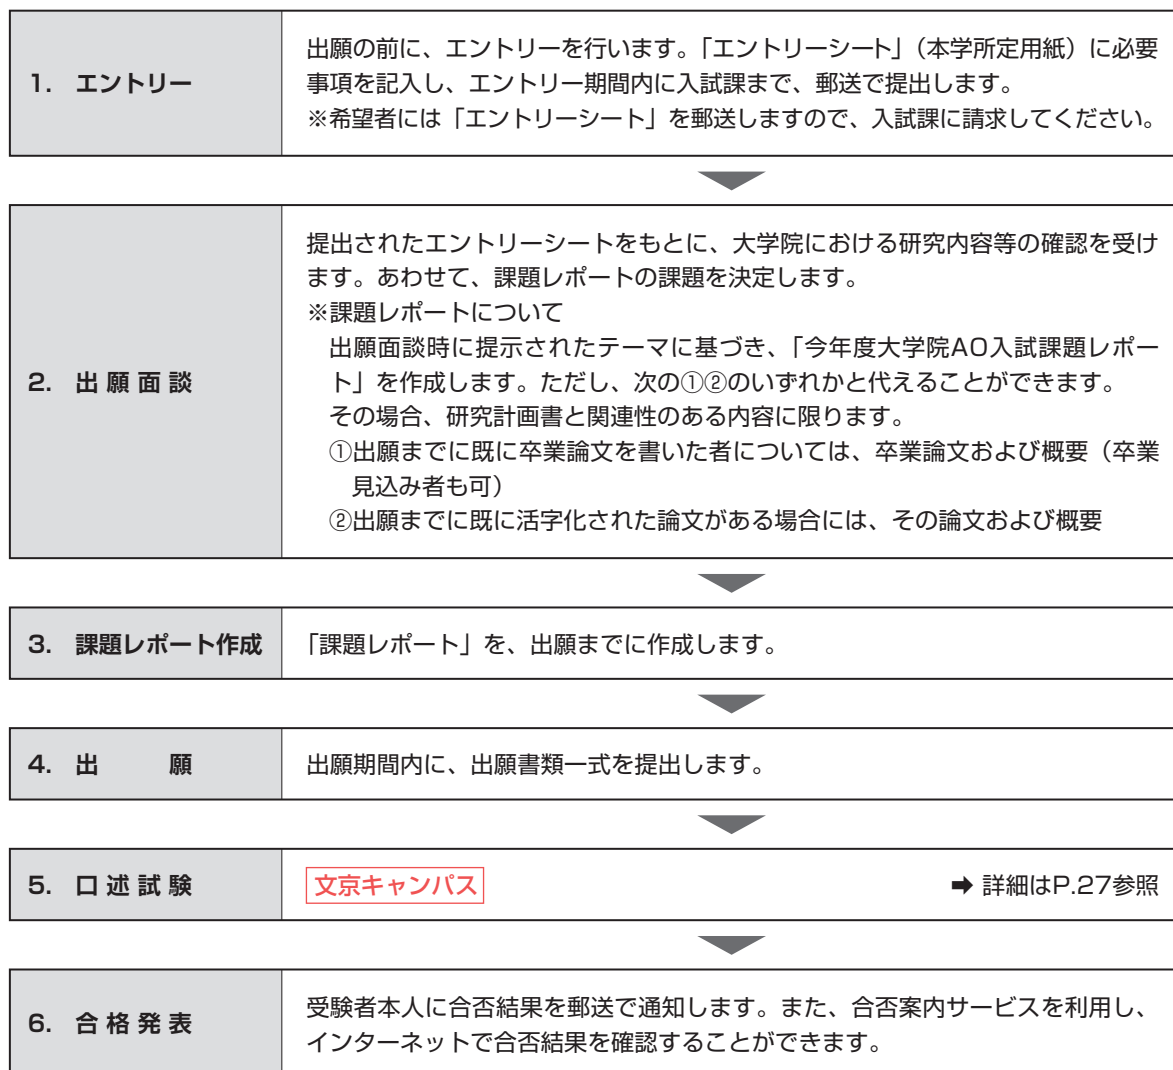 1. エントリー
出願の前に、エントリーを行います。「エントリーシート」（本学所定用紙）に必要
事項を記入し、エントリー期間内に入試課まで、郵送で提出します。
※希望者には「エントリーシート」を郵送しますので、入試課に請求してください。
2. 出願面談
提出されたエントリーシートをもとに、大学院における研究内容等の確認を受け
ます。あわせて、課題レポートの課題を決定します。
※課題レポートについて
出願面談時に提示されたテーマに基づき、「今年度大学院AO入試課題レポー
ト」を作成します。ただし、次の①②のいずれかと代えることができます。
その場合、研究計画書と関連性のある内容に限ります。
①出願までに既に卒業論文を書いた者については、卒業論文および概要（卒業
見込み者も可）
②出願までに既に活字化された論文がある場合には、その論文および概要
3. 課題レポート作成
「課題レポート」を、出願までに作成します。
4. 出　　願
出願期間内に、出願書類一式を提出します。
5. 口述試験
文京キャンパス ➡ 詳細はP.27参照
6. 合格発表
受験者本人に合否結果を郵送で通知します。また、合否案内サービスを利用し、
インターネットで合否結果を確認することができます。